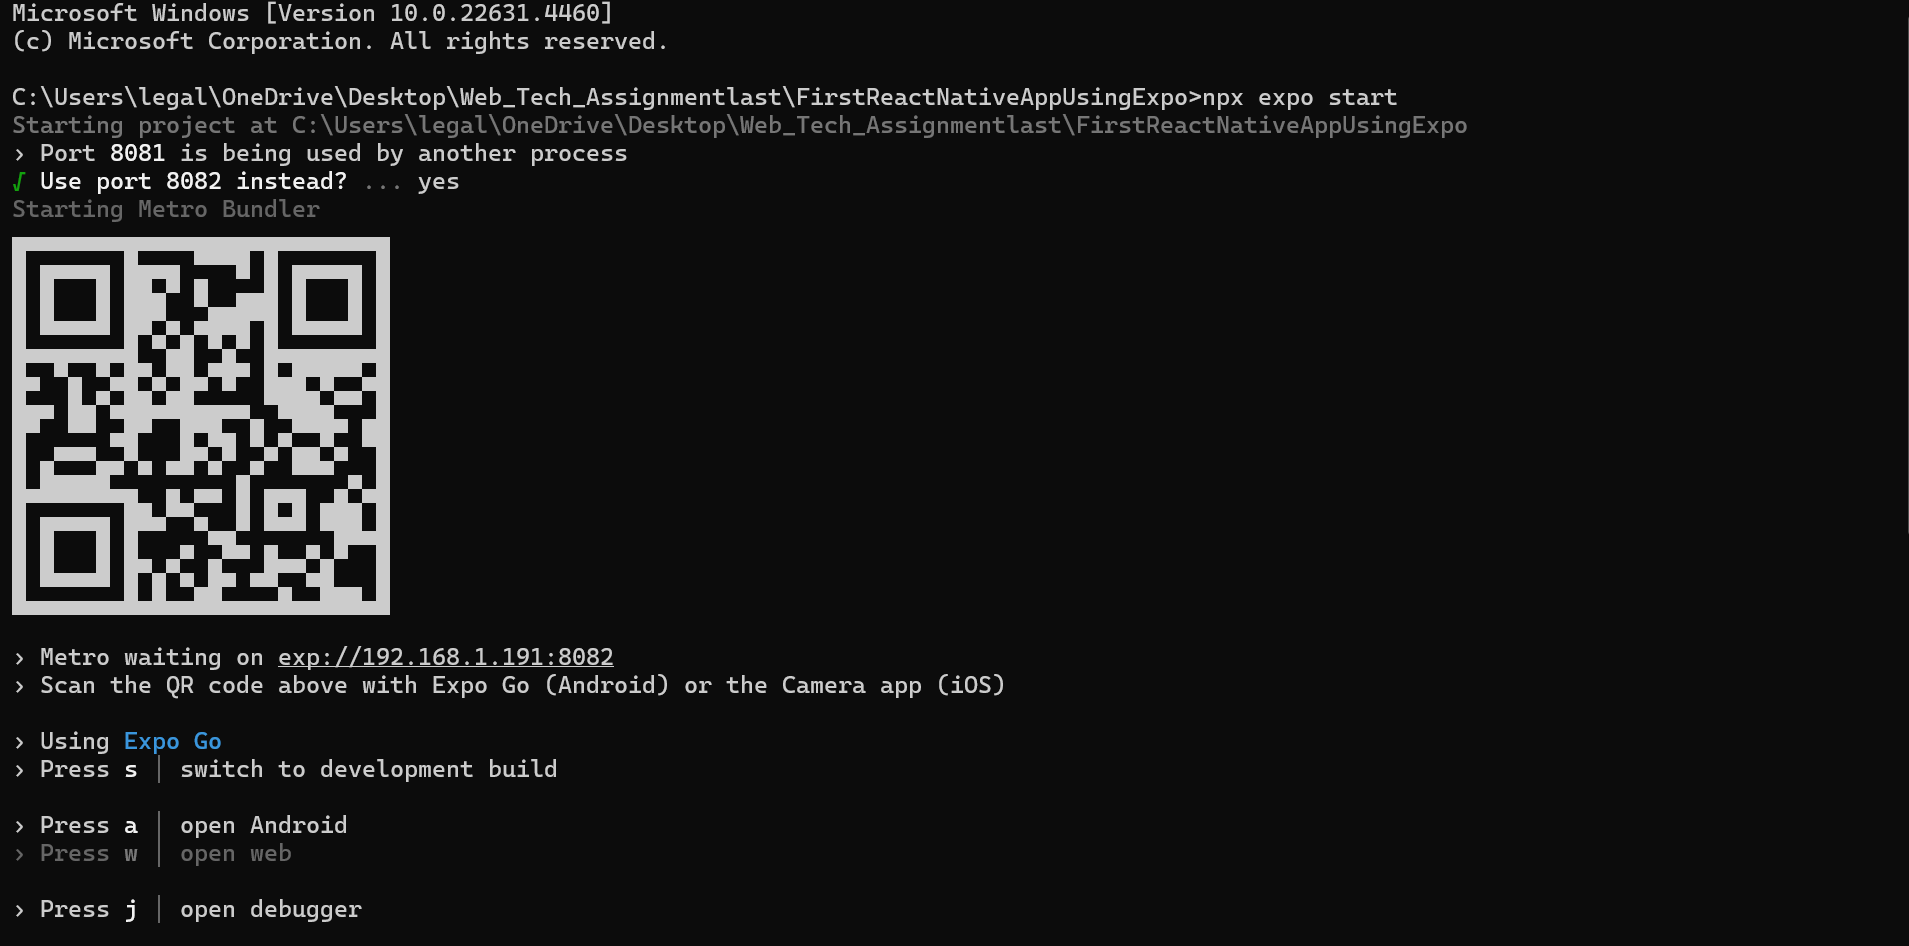 Microsoft Windows [Version 10.0.22631.4460]
(c) Microsoft Corporation. All rights reserved.
C:\Users\legal\OneDrive\Desktop\Web_Tech_Assignmentlast\FirstReactNativeAppUsingExpo>npx expo start
Starting project at C:\Users\legal\OneDrive\Desktop\Web_Tech_Assignmentlast\FirstReactNativeAppUsingExpo
› Port 8081 is being used by another process
√ Use port 8082 instead? ... yes
Starting Metro Bundler
› Metro waiting on exp://192.168.1.191:8082
› Scan the QR code above with Expo Go (Android) or the Camera app (iOS)
› Using Expo Go
› Press s │ switch to development build
› Press a │ open Android
› Press w │ open web
› Press j │ open debugger